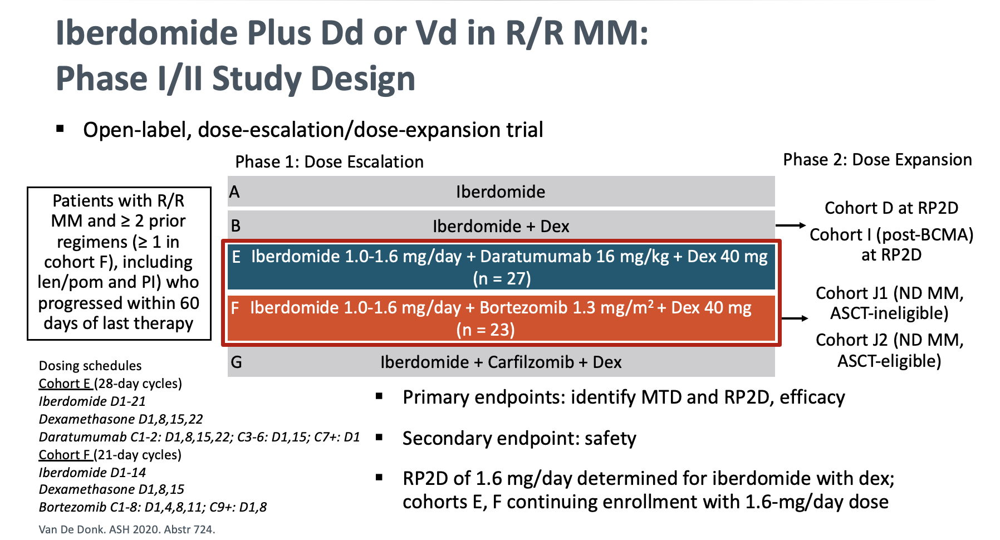 Iberdomide Plus Dd or Vd in R/R MM:
Phase I/II Study Design
▪ Open-label, dose-escalation/dose-expansion trial
Phase 1: Dose Escalation
Phase 2: Dose Expansion
Patients with R/R
MM and ≥ 2 prior
regimens (≥ 1 in
cohort F), including
len/pom and PI) who
progressed within 60
days of last therapy
A Iberdomide
B Iberdomide + Dex
E Iberdomide 1.0-1.6 mg/day + Daratumumab 16 mg/kg + Dex 40 mg
(n = 27)
F Iberdomide 1.0-1.6 mg/day + Bortezomib 1.3 mg/m² + Dex 40 mg
(n = 23)
G Iberdomide + Carfilzomib + Dex
Cohort D at RP2D
Cohort I (post-BCMA)
at RP2D
Cohort J1 (ND MM,
ASCT-ineligible)
Cohort J2 (ND MM,
ASCT-eligible)
Dosing schedules
Cohort E (28-day cycles)
Iberdomide D1-21
Dexamethasone D1,8,15,22
Daratumumab C1-2: D1,8,15,22; C3-6: D1,15; C7+: D1
Cohort F (21-day cycles)
Iberdomide D1-14
Dexamethasone D1,8,15
Bortezomib C1-8: D1,4,8,11; C9+: D1,8
▪ Primary endpoints: identify MTD and RP2D, efficacy
▪ Secondary endpoint: safety
▪ RP2D of 1.6 mg/day determined for iberdomide with dex;
cohorts E, F continuing enrollment with 1.6-mg/day dose
Van De Donk. ASH 2020. Abstr 724.